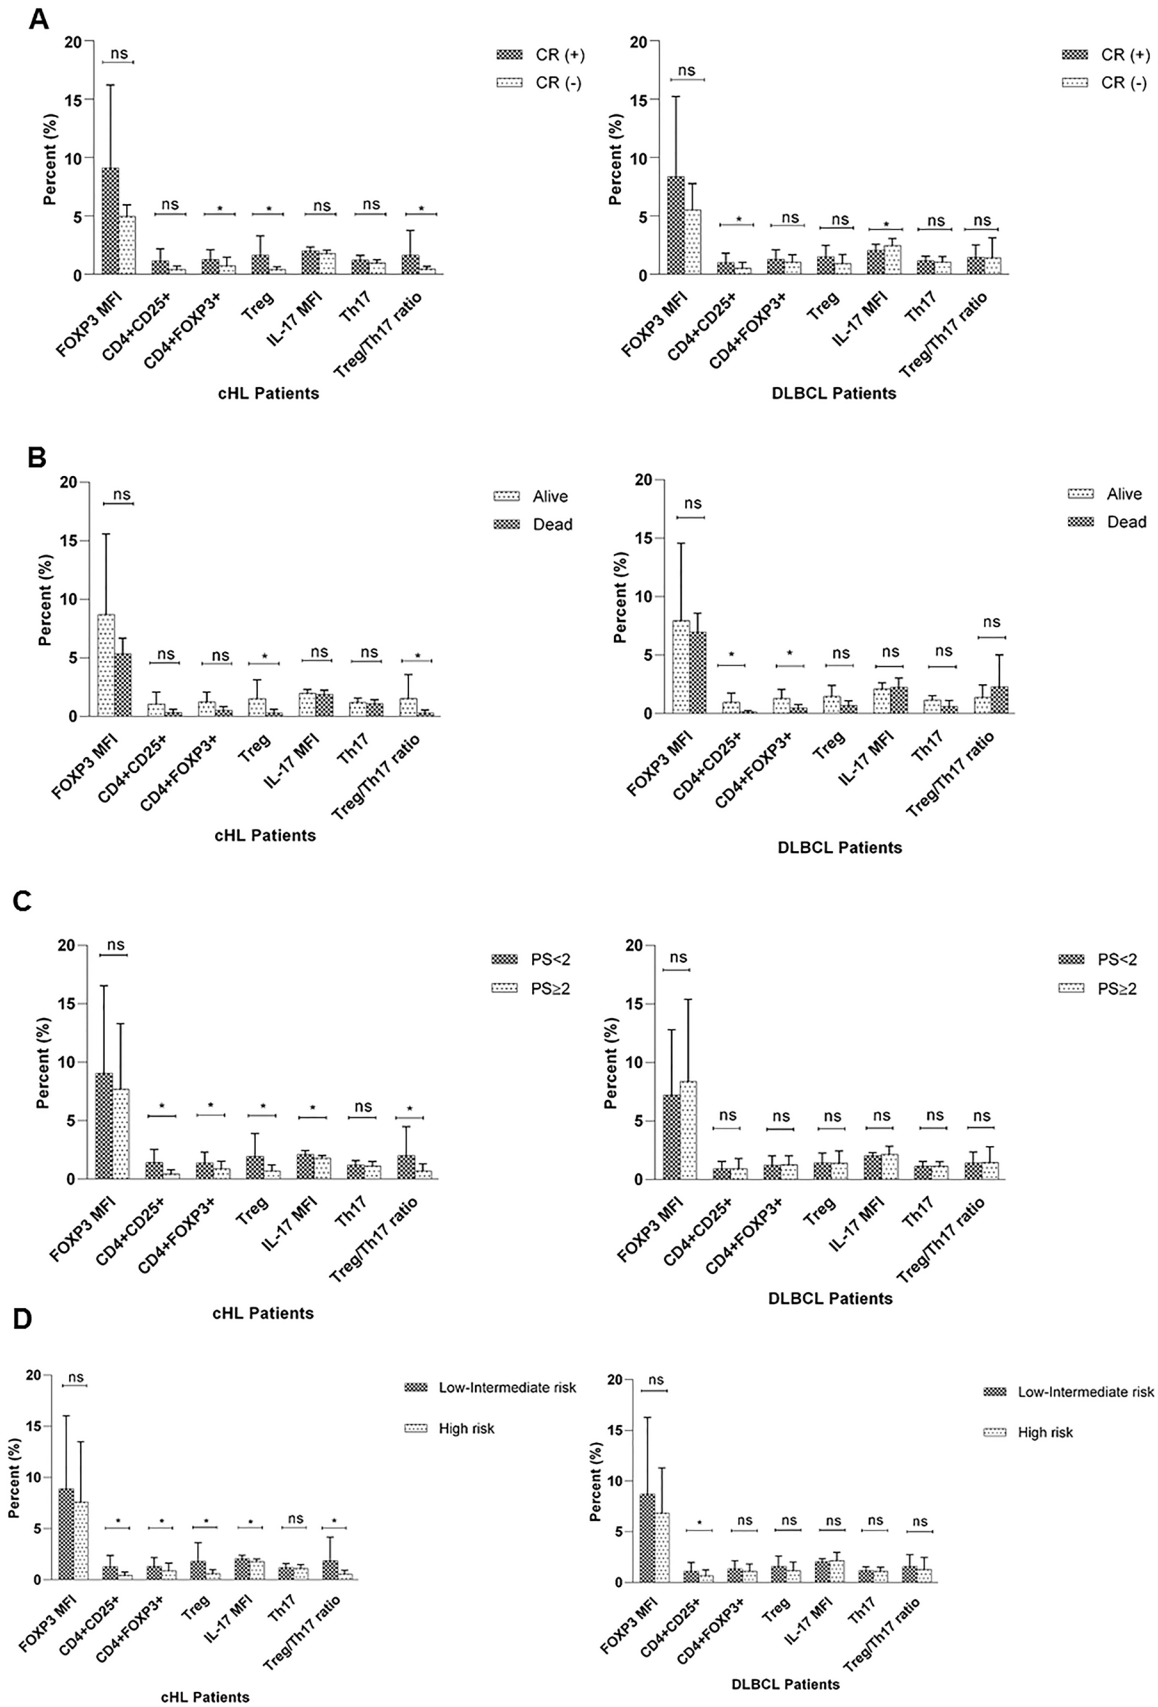 A
20
15
10
5
0
Percent (%)
ns
ns
*
*
ns
ns
*
CR (+)
CR (-)
FOXP3 MFI
CD4+CD25+
CD4+FOXP3+
Treg
IL-17 MFI
Th17
Treg/Th17 ratio
cHL Patients
20
15
10
5
0
Percent (%)
ns
*
ns
ns
*
ns
ns
CR (+)
CR (-)
FOXP3 MFI
CD4+CD25+
CD4+FOXP3+
Treg
IL-17 MFI
Th17
Treg/Th17 ratio
DLBCL Patients
B
20
15
10
5
0
Percent (%)
ns
ns
ns
*
ns
ns
*
Alive
Dead
FOXP3 MFI
CD4+CD25+
CD4+FOXP3+
Treg
IL-17 MFI
Th17
Treg/Th17 ratio
cHL Patients
20
15
10
5
0
Percent (%)
ns
*
*
ns
ns
ns
ns
Alive
Dead
FOXP3 MFI
CD4+CD25+
CD4+FOXP3+
Treg
IL-17 MFI
Th17
Treg/Th17 ratio
DLBCL Patients
C
20
15
10
5
0
Percent (%)
ns
*
*
*
*
ns
*
PS<2
PS≥2
FOXP3 MFI
CD4+CD25+
CD4+FOXP3+
Treg
IL-17 MFI
Th17
Treg/Th17 ratio
cHL Patients
20
15
10
5
0
Percent (%)
ns
ns
ns
ns
ns
ns
ns
PS<2
PS≥2
FOXP3 MFI
CD4+CD25+
CD4+FOXP3+
Treg
IL-17 MFI
Th17
Treg/Th17 ratio
DLBCL Patients
D
20
15
10
5
0
Percent (%)
ns
*
*
*
*
ns
*
Low-Intermediate risk
High risk
FOXP3 MFI
CD4+CD25+
CD4+FOXP3+
Treg
IL-17 MFI
Th17
Treg/Th17 ratio
cHL Patients
20
15
10
5
0
Percent (%)
ns
*
ns
ns
ns
ns
ns
Low-Intermediate risk
High risk
FOXP3 MFI
CD4+CD25+
CD4+FOXP3+
Treg
IL-17 MFI
Th17
Treg/Th17 ratio
DLBCL Patients